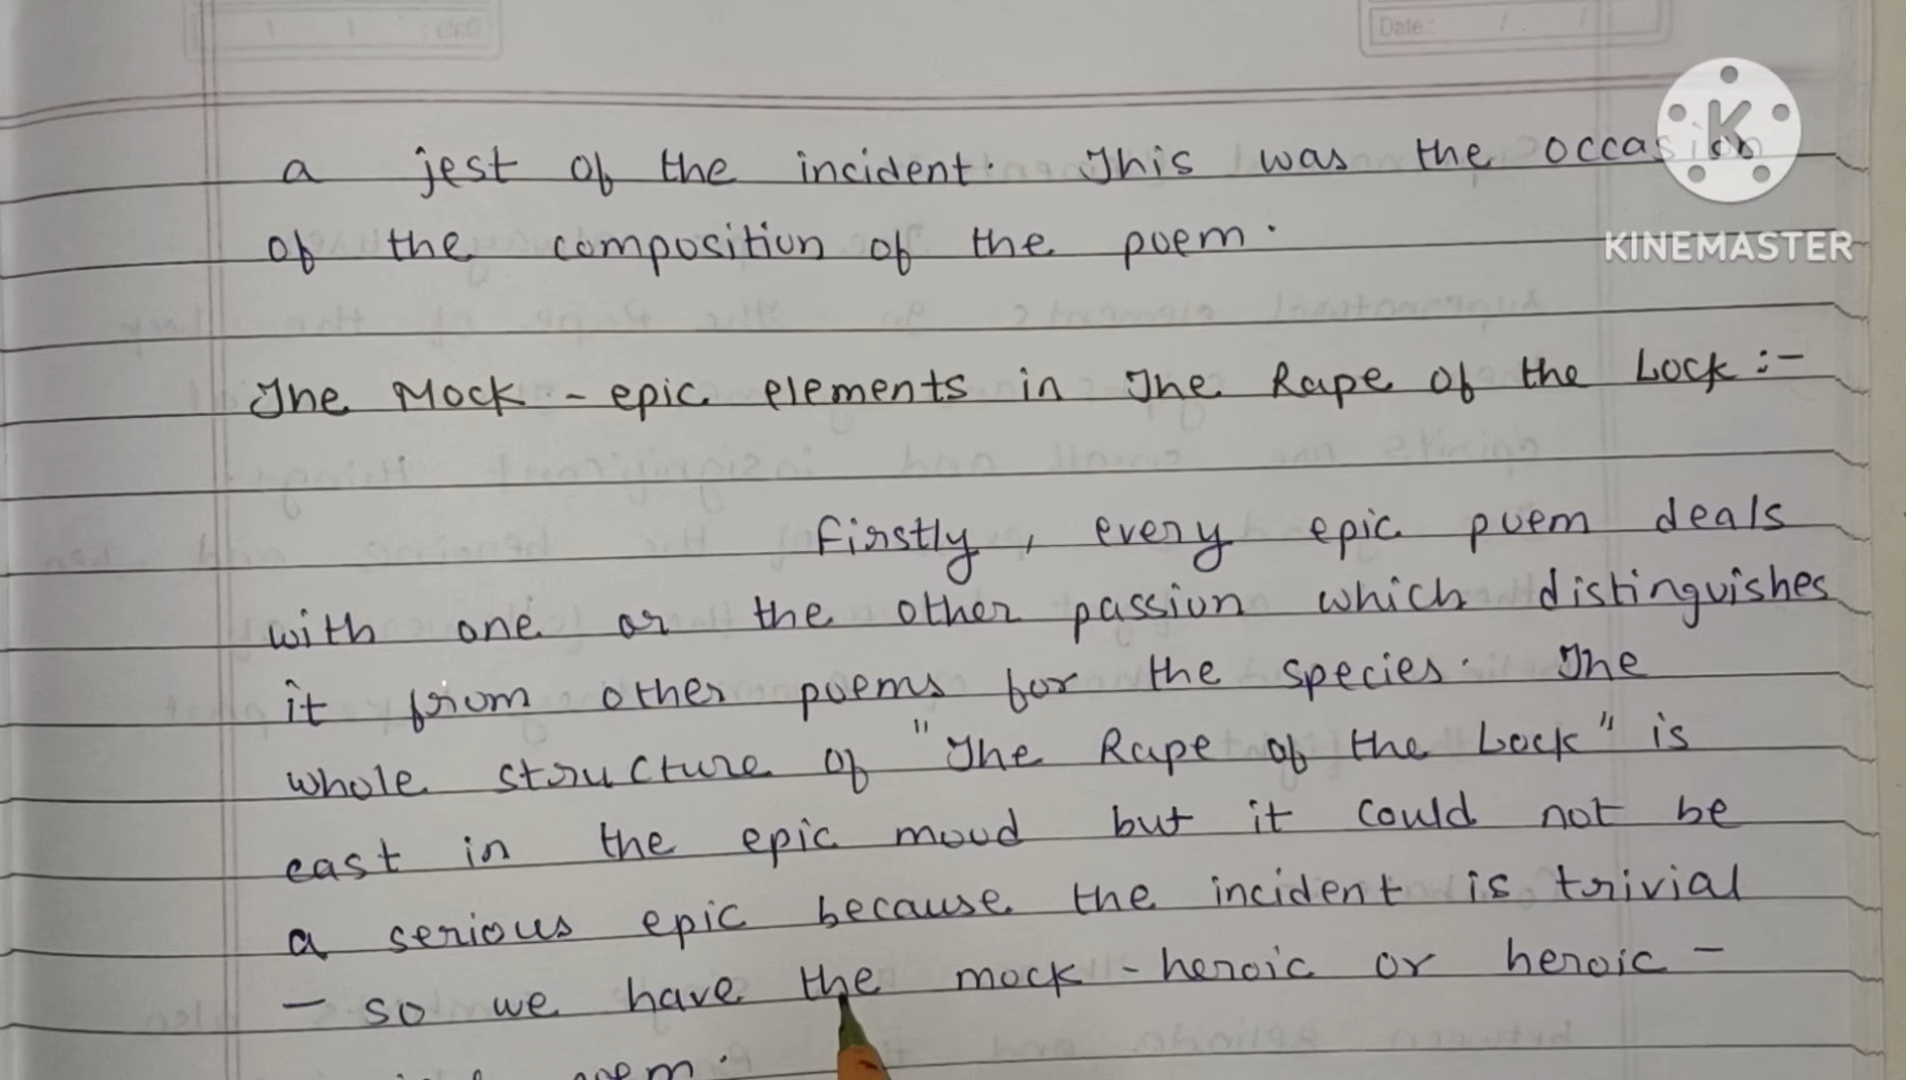 Date: / /
a jest of the incident. This was the occasion
of the composition of the poem.
KINEMASTER
The Mock-epic elements in The Rape of the Lock :-
Firstly, every epic poem deals
with one or the other passion which distinguishes
it from other poems for the species. The
whole structure of "The Rape of the Lock" is
cast in the epic mood but it could not be
a serious epic because the incident is trivial
- so we have the mock-heroic or heroic -
poem.